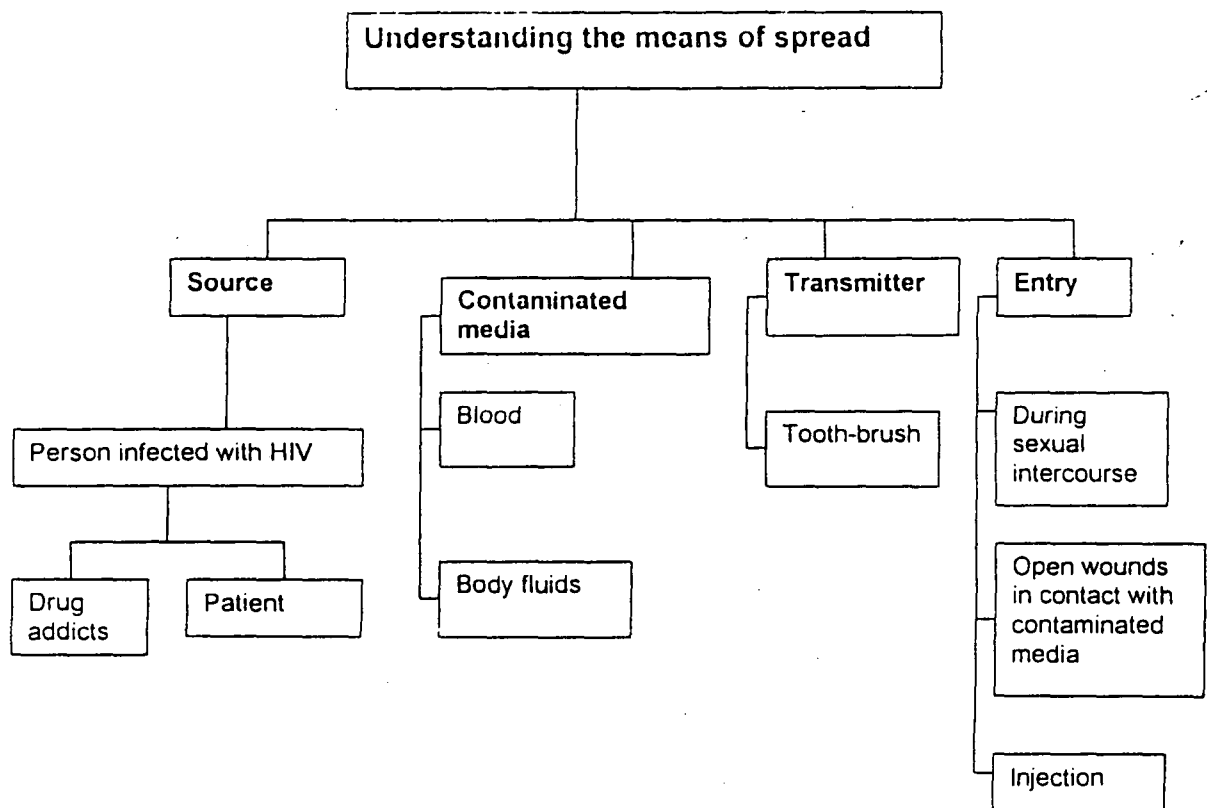 Understanding the means of spread
Source
Contaminated
media
Transmitter
Entry
Person infected with HIV
Drug
addicts
Patient
Blood
Body fluids
Tooth-brush
During
sexual
intercourse
Open wounds
in contact with
contaminated
media
Injection